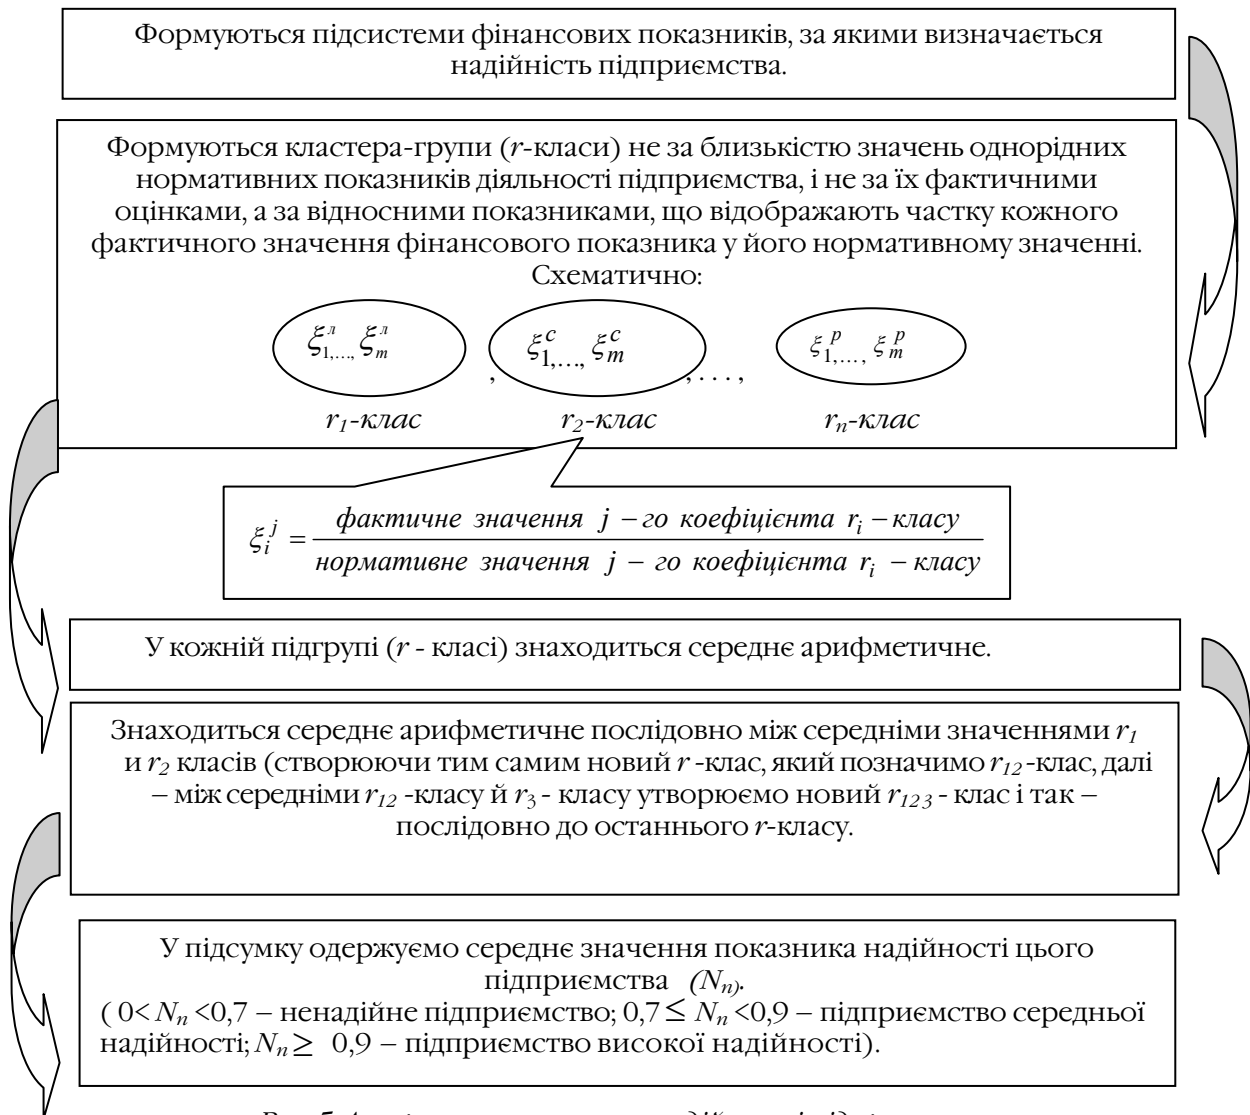 Формуються підсистеми фінансових показників, за якими визначається
надійність підприємства.
Формуються кластера-групи (r-класи) не за близькістю значень однорідних
нормативних показників діяльності підприємства, і не за їх фактичними
оцінками, а за відносними показниками, що відображають частку кожного
фактичного значення фінансового показника у його нормативному значенні.
Схематично:
ξ₁,...,ᴫ ξₘᴫ , ξ₁,...,ᶜ ξₘᶜ , . . . , ξ₁,...,ᵖ ξₘᵖ
r₁-клас r₂-клас rₙ-клас
фактичне значення j – го коефіцієнта rᵢ – класу
ξᵢʲ =
нормативне значення j – го коефіцієнта rᵢ – класу
У кожній підгрупі (r - класі) знаходиться середнє арифметичне.
Знаходиться середнє арифметичне послідовно між середніми значеннями r₁
и r₂ класів (створюючи тим самим новий r -клас, який позначимо r₁₂ -клас, далі
– між середніми r₁₂ -класу й r₃ - класу утворюємо новий r₁₂₃ - клас і так –
послідовно до останнього r-класу.
У підсумку одержуємо середнє значення показника надійності цього
підприємства (Nₙ).
( 0< Nₙ <0,7 – ненадійне підприємство; 0,7 ≤ Nₙ <0,9 – підприємство середньої
надійності; Nₙ ≥ 0,9 – підприємство високої надійності).